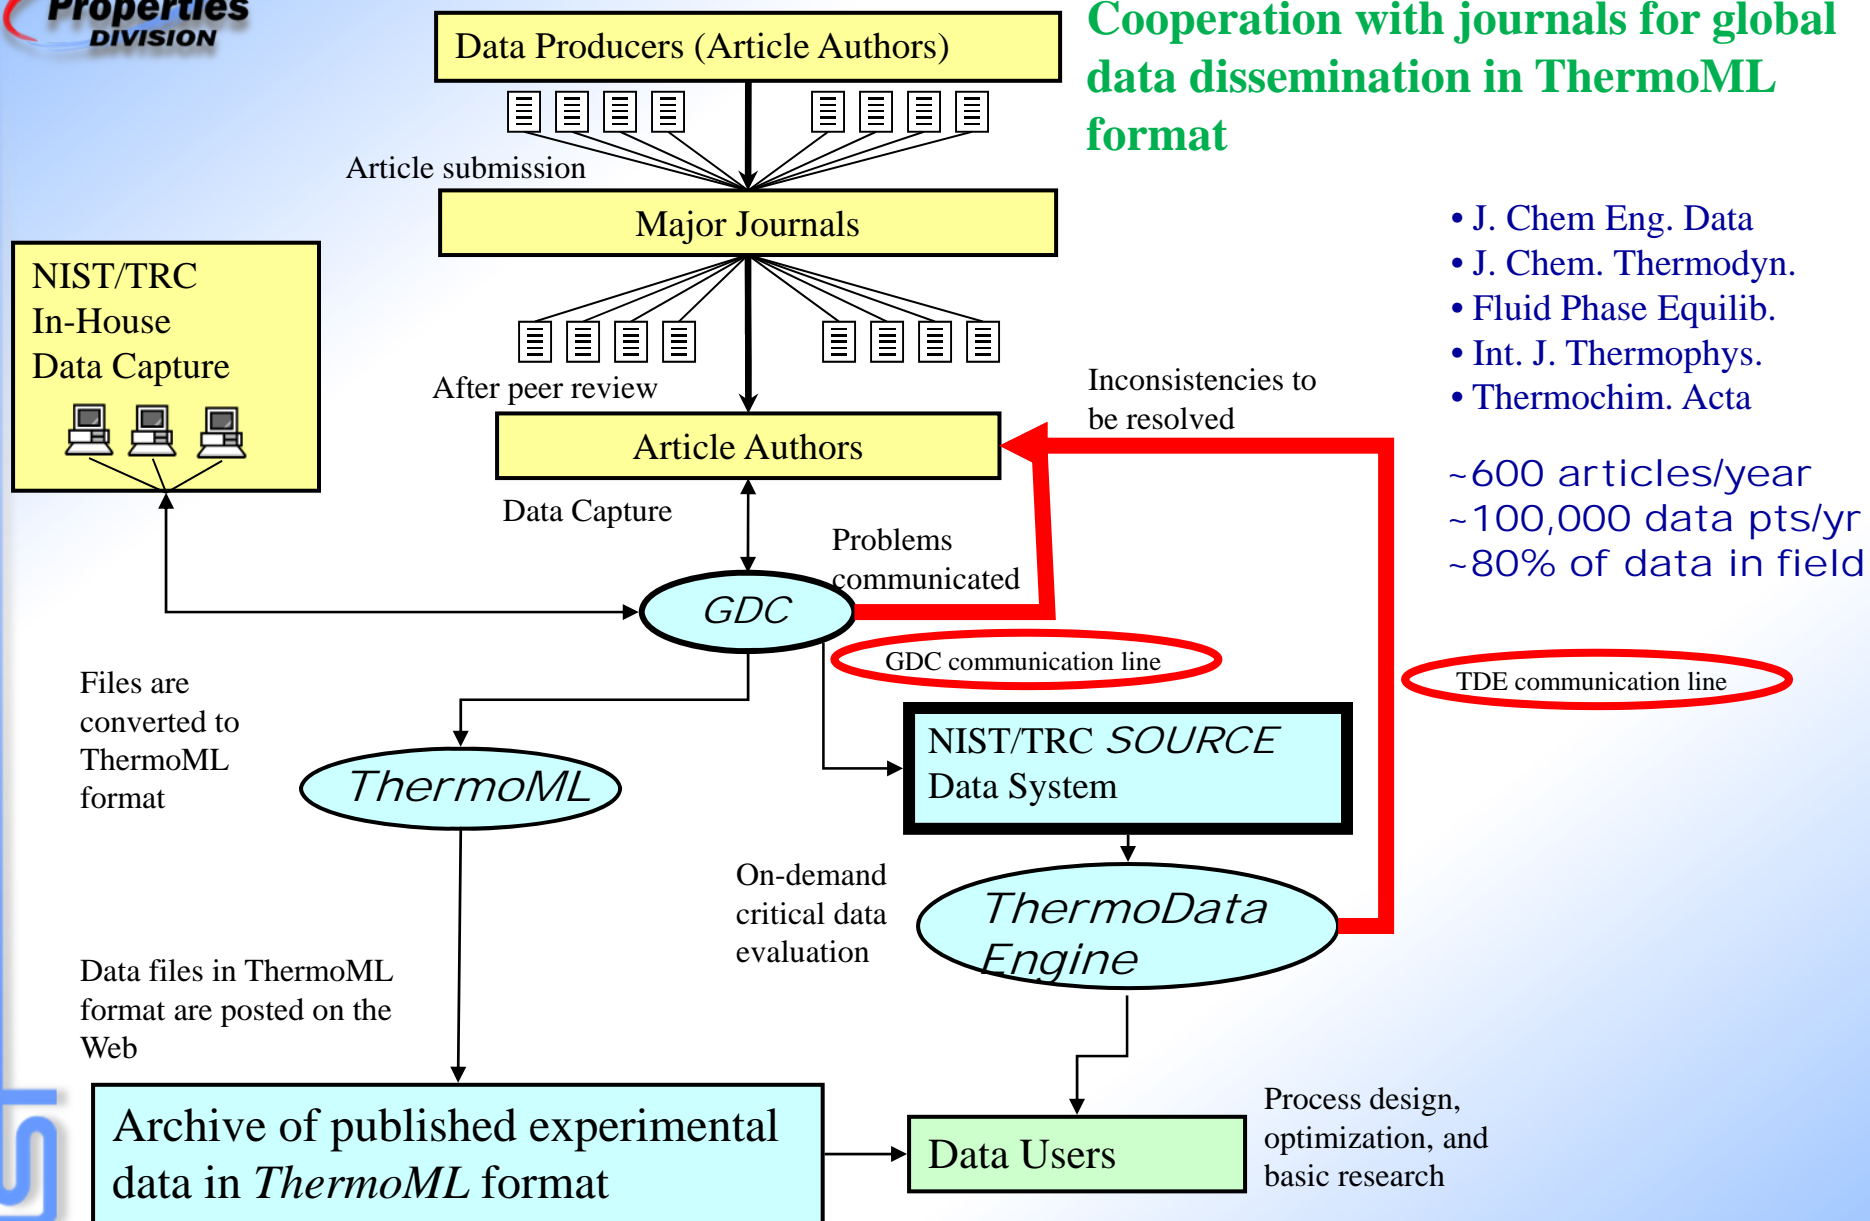 Properties
DIVISION
Data Producers (Article Authors)
Cooperation with journals for global
data dissemination in ThermoML
format
Article submission
Major Journals
• J. Chem Eng. Data
• J. Chem. Thermodyn.
• Fluid Phase Equilib.
• Int. J. Thermophys.
• Thermochim. Acta
NIST/TRC
In-House
Data Capture
After peer review
Inconsistencies to
be resolved
Article Authors
~600 articles/year
~100,000 data pts/yr
~80% of data in field
Data Capture
Problems
communicated
GDC
GDC communication line
TDE communication line
Files are
converted to
ThermoML
format
ThermoML
NIST/TRC SOURCE
Data System
On-demand
critical data
evaluation
ThermoData
Engine
Data files in ThermoML
format are posted on the
Web
Archive of published experimental
data in ThermoML format
Data Users
Process design,
optimization, and
basic research